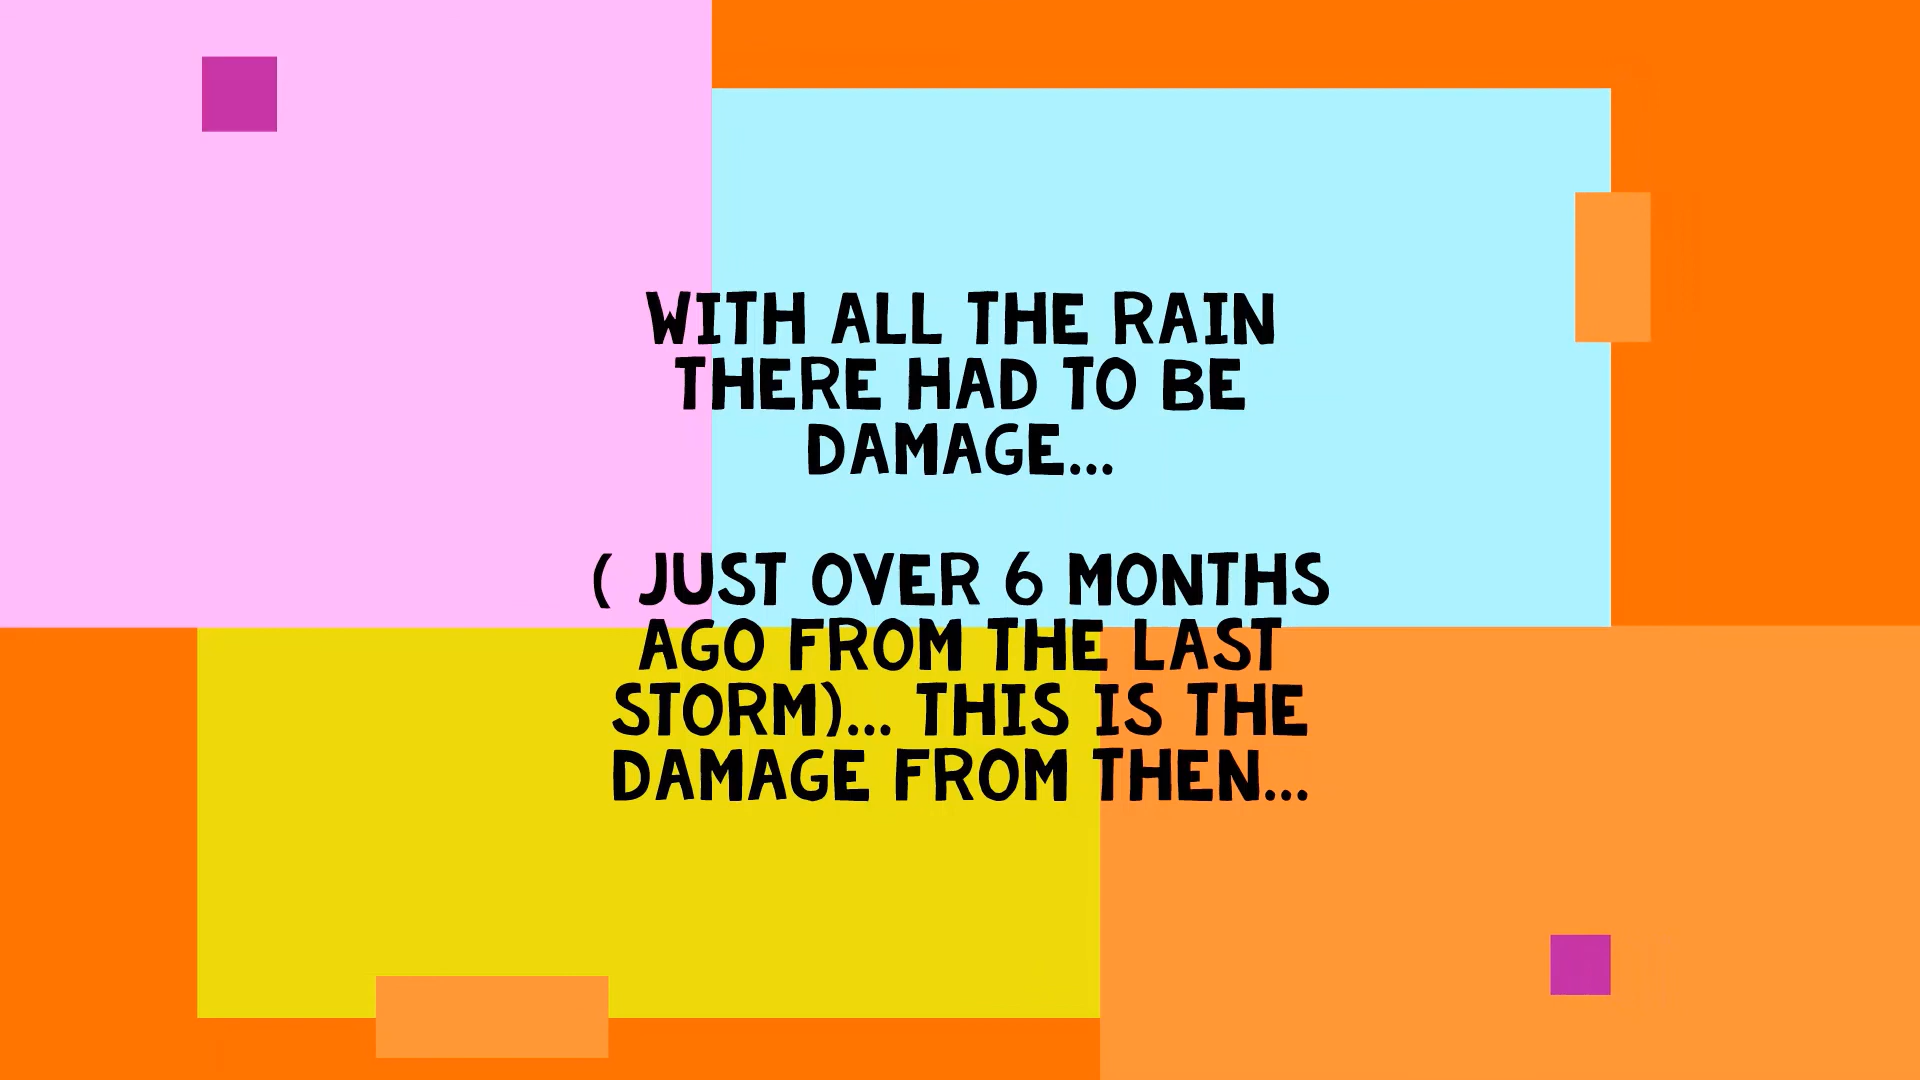 WITH ALL THE RAIN
THERE HAD TO BE
DAMAGE...
( JUST OVER 6 MONTHS
AGO FROM THE LAST
STORM)... THIS IS THE
DAMAGE FROM THEN...